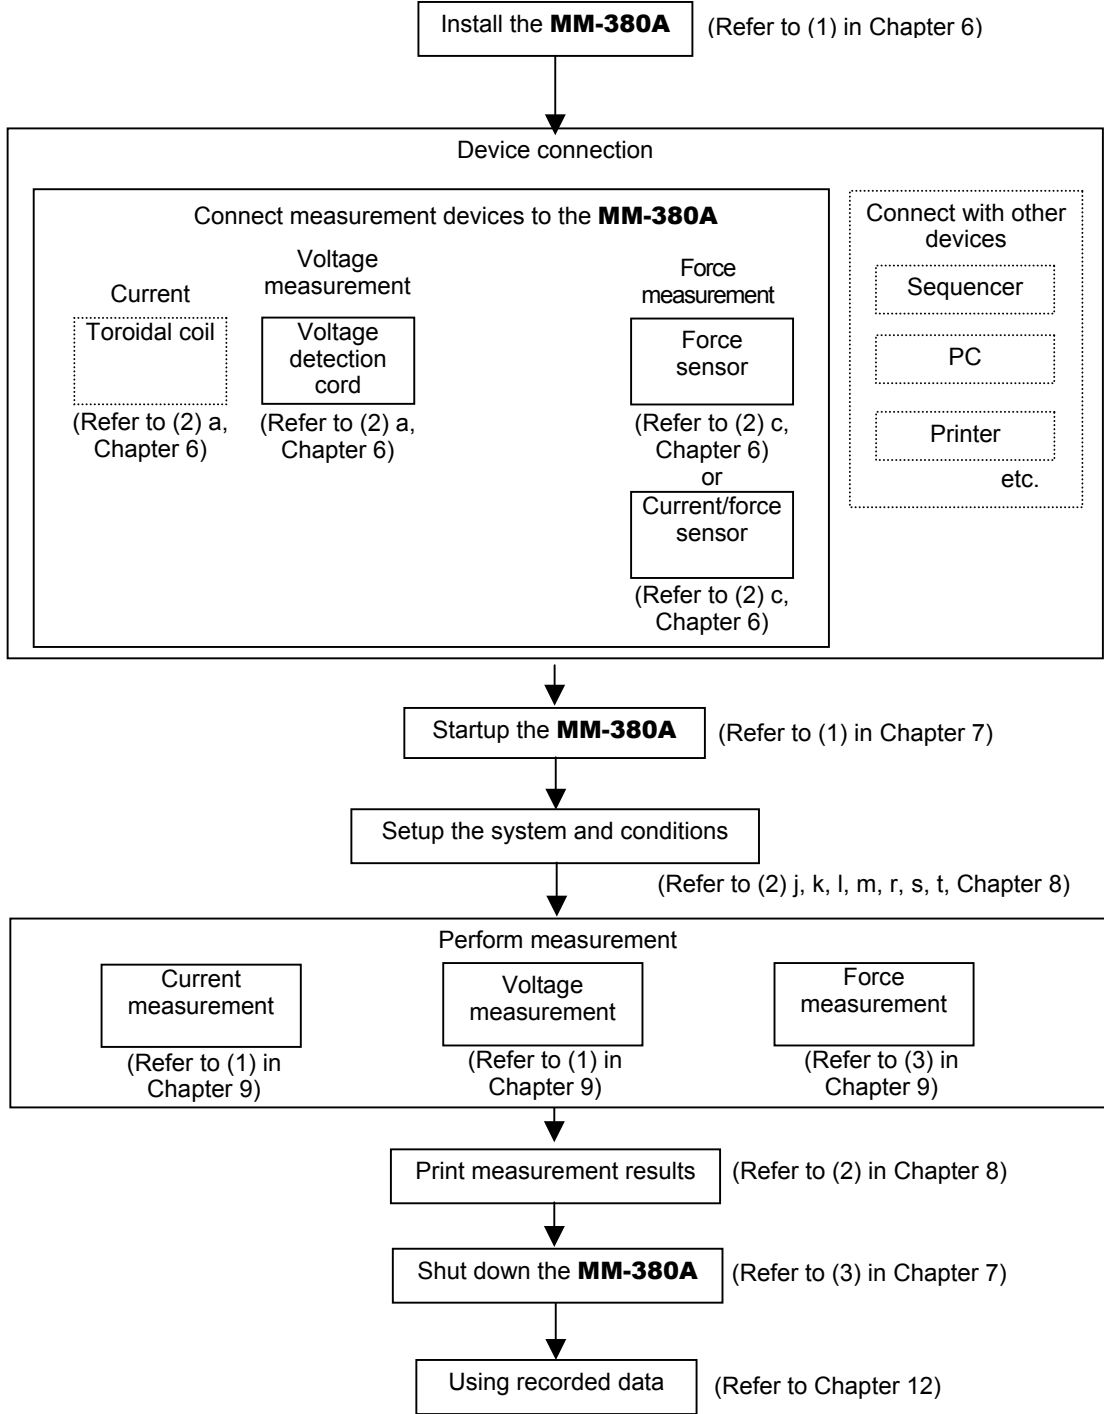 Install the MM-380A
(Refer to (1) in Chapter 6)
Device connection
Connect measurement devices to the MM-380A
Current
Toroidal coil
(Refer to (2) a,
Chapter 6)
Voltage
measurement
Voltage
detection
cord
(Refer to (2) a,
Chapter 6)
Force
measurement
Force
sensor
(Refer to (2) c,
Chapter 6)
or
Current/force
sensor
(Refer to (2) c,
Chapter 6)
Connect with other
devices
Sequencer
PC
Printer
etc.
Startup the MM-380A
(Refer to (1) in Chapter 7)
Setup the system and conditions
(Refer to (2) j, k, l, m, r, s, t, Chapter 8)
Perform measurement
Current
measurement
(Refer to (1) in
Chapter 9)
Voltage
measurement
(Refer to (1) in
Chapter 9)
Force
measurement
(Refer to (3) in
Chapter 9)
Print measurement results
(Refer to (2) in Chapter 8)
Shut down the MM-380A
(Refer to (3) in Chapter 7)
Using recorded data
(Refer to Chapter 12)